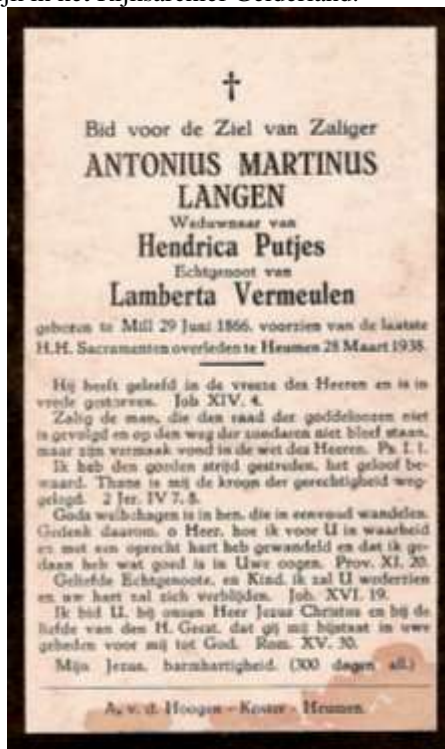 ijn in het Rijksarchief Gelderland.
Bid voor de Ziel van Zaliger
ANTONIUS MARTINUS
LANGEN
Weduwnaar van
Hendrica Putjes
Echtgenoot van
Lamberta Vermeulen
geboren te Mill 29 Juni 1866, voorzien van de laatste
H.H. Sacramenten overleden te Heumen 28 Maart 1938.
Hij heeft geleefd in de vreeze des Heeren en is in
vrede gestorven. Job XIV. 4.
Zalig de man, die den raad der goddeloozen niet
is gevolgd en op den weg der zondaren niet bleef staan,
maar zijn vermaak vond in de wet des Heeren. Ps. I. 1.
Ik heb den goeden strijd gestreden, het geloof be-
waard. Thans is mij de kroon der gerechtigheid weg-
gelegd. 2 Jer. IV 7. 8.
Gods welbehagen is in hen, die in eenvoud wandelen.
Gedenk daarom, o Heer, hoe ik voor U in waarheid
en met een oprecht hart heb gewandeld en dat ik ge-
daan heb wat goed is in Uwe oogen. Prov. XI. 20.
Geliefde Echtgenoote, en Kind, ik zal U wederzien
en uw hart zal zich verblijden. Joh. XVI. 19.
Ik bid U, bij onzen Heer Jezus Christus en bij de
liefde van den H. Geest, dat gij mij bijstaat in uwe
gebeden voor mij tot God. Rom. XV. 30.
Mijn Jezus, barmhartigheid. (300 dagen afl.)
A. v. d. Hoogen - Koster - Heumen.